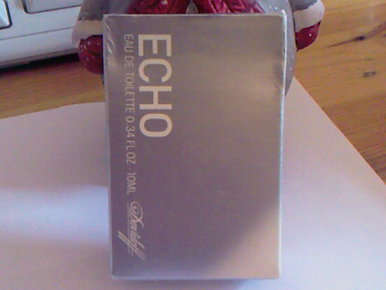 ECHO
EAU DE TOILETTE 0.34 FL OZ 10ML
Davidoff